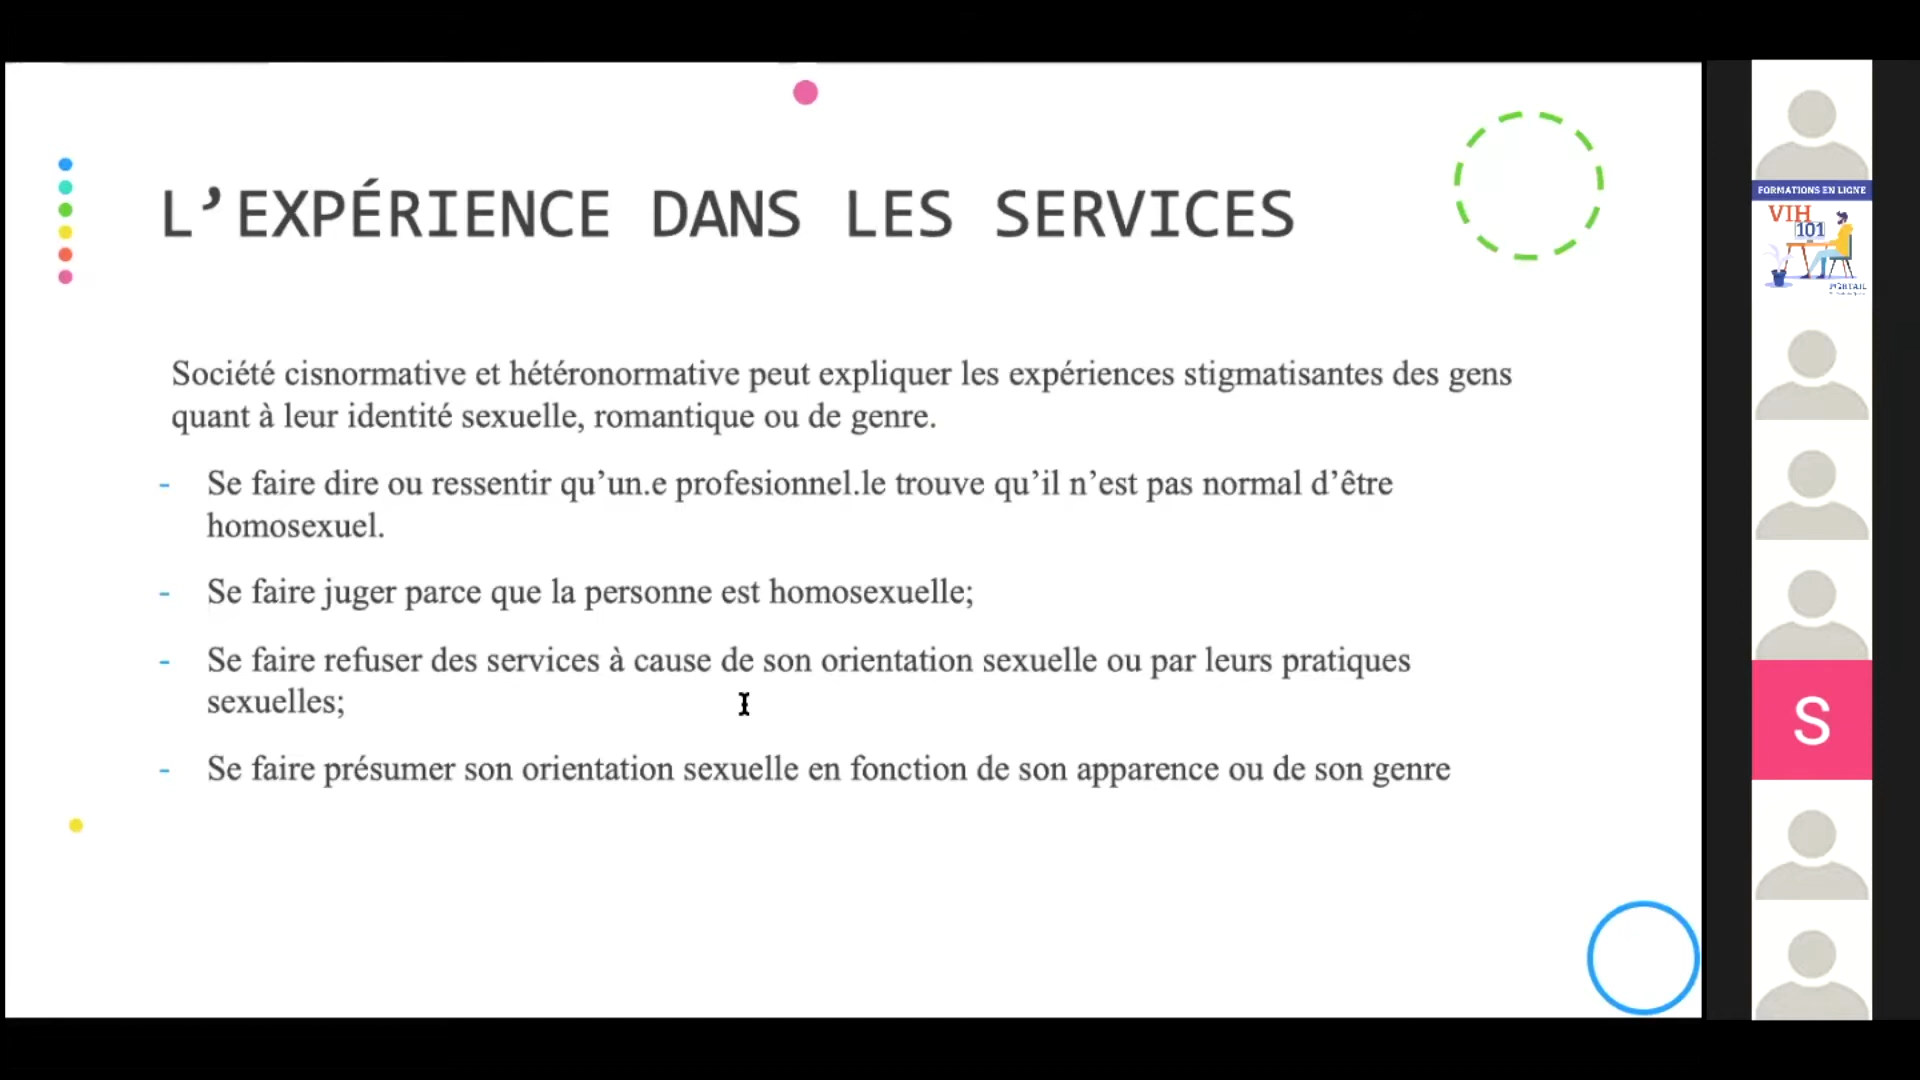 L’EXPÉRIENCE DANS LES SERVICES
Société cisnormative et hétéronormative peut expliquer les expériences stigmatisantes des gens
quant à leur identité sexuelle, romantique ou de genre.
- Se faire dire ou ressentir qu’un.e profesionnel.le trouve qu’il n’est pas normal d’être
homosexuel.
- Se faire juger parce que la personne est homosexuelle;
- Se faire refuser des services à cause de son orientation sexuelle ou par leurs pratiques
sexuelles;
- Se faire présumer son orientation sexuelle en fonction de son apparence ou de son genre
FORMATIONS EN LIGNE
VIH
101
PORTAIL
S